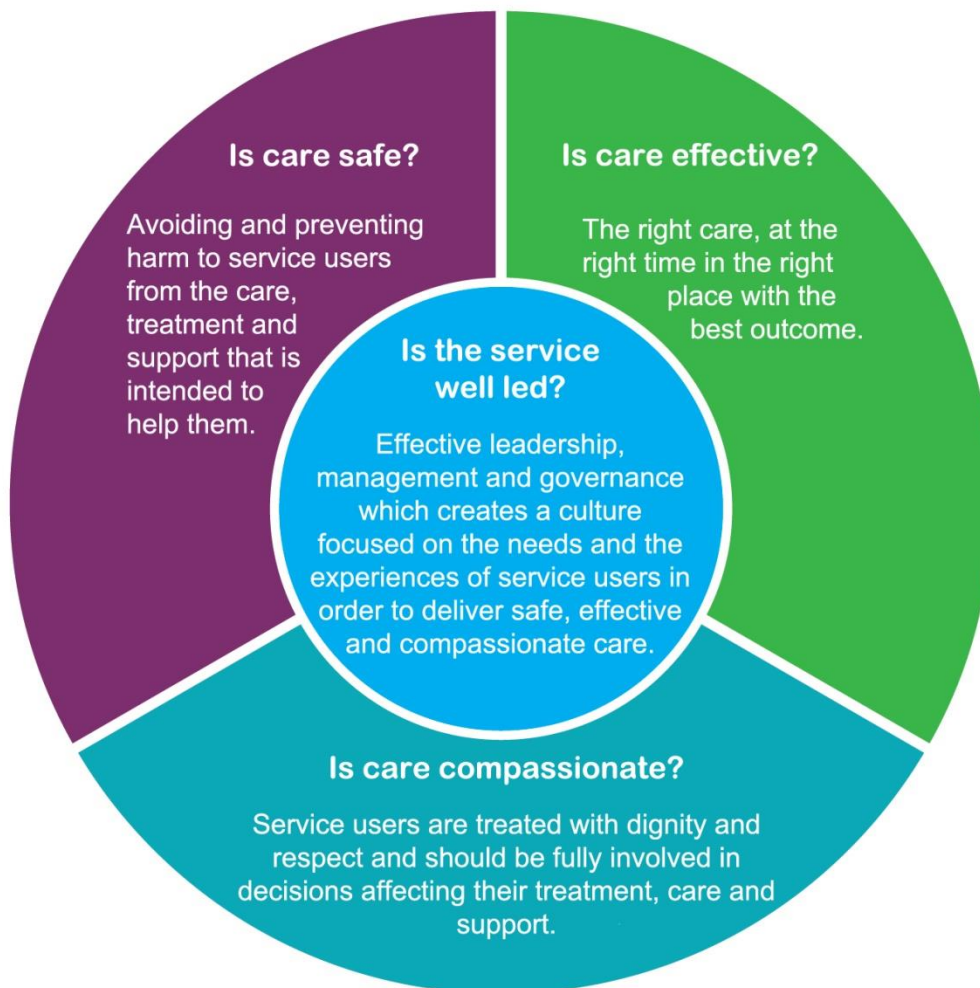 Is care safe?
Avoiding and preventing
harm to service users
from the care,
treatment and
support that is
intended to
help them.
Is care effective?
The right care, at the
right time in the right
place with the
best outcome.
Is the service
well led?
Effective leadership,
management and governance
which creates a culture
focused on the needs and the
experiences of service users in
order to deliver safe, effective
and compassionate care.
Is care compassionate?
Service users are treated with dignity and
respect and should be fully involved in
decisions affecting their treatment, care and
support.